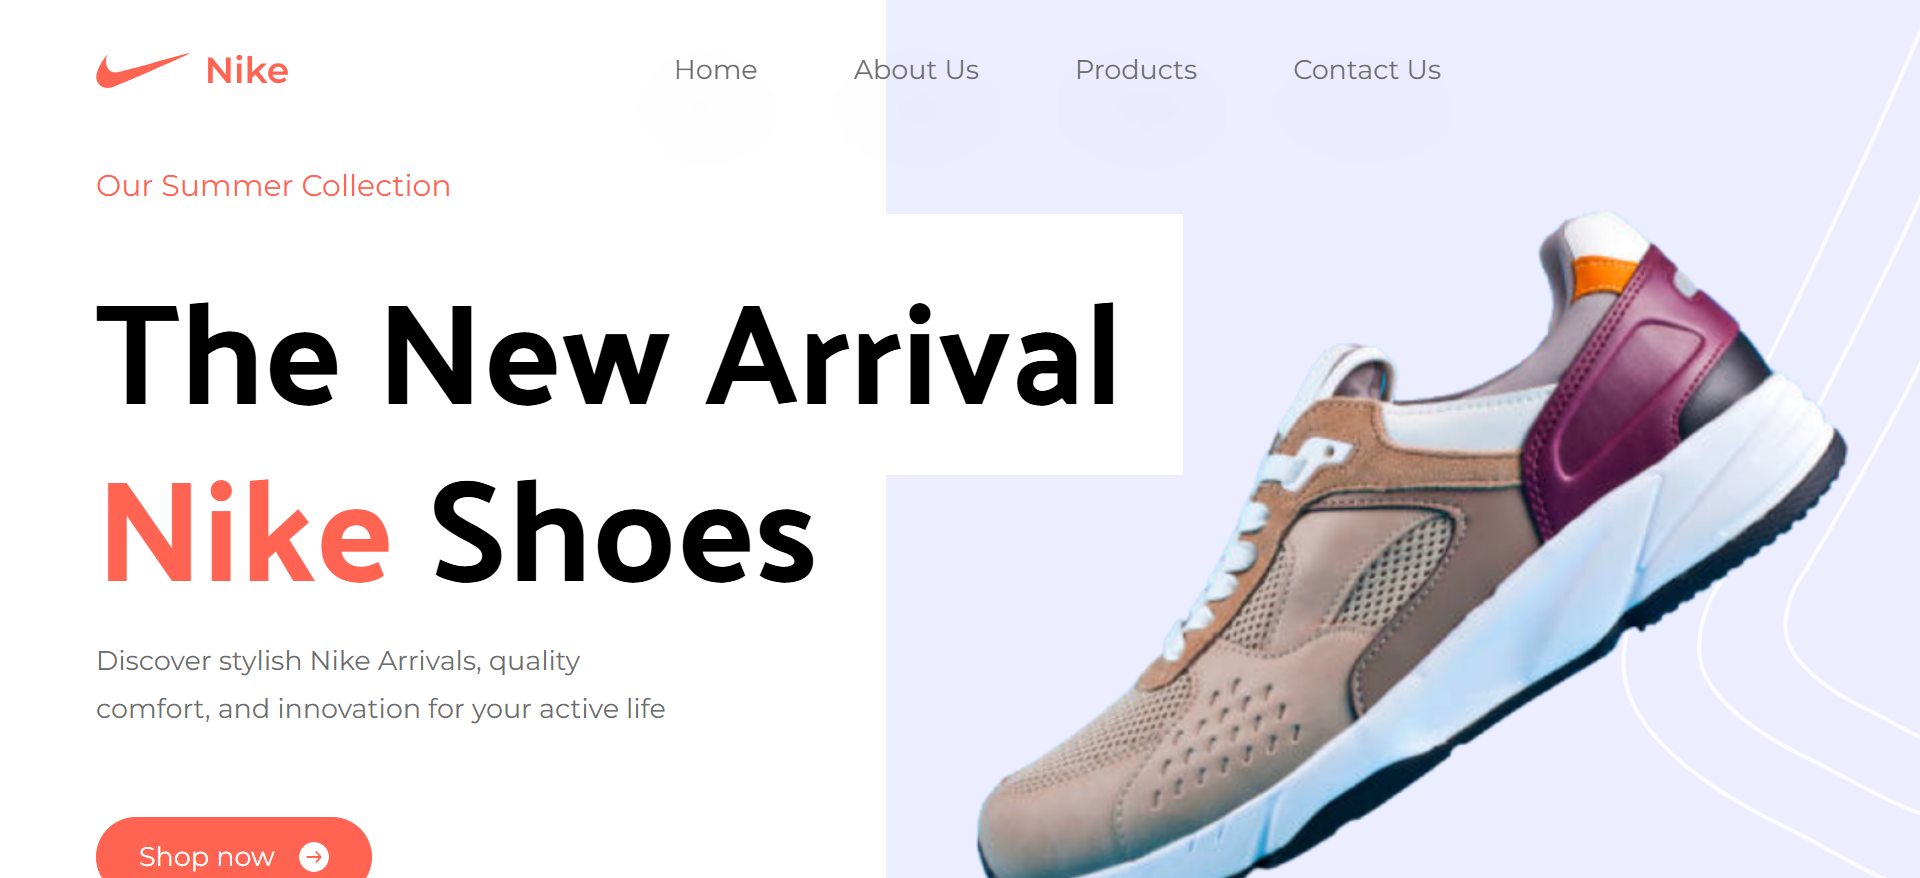 Nike
Home About Us Products Contact Us
Our Summer Collection
The New Arrival
Nike Shoes
Discover stylish Nike Arrivals, quality
comfort, and innovation for your active life
Shop now